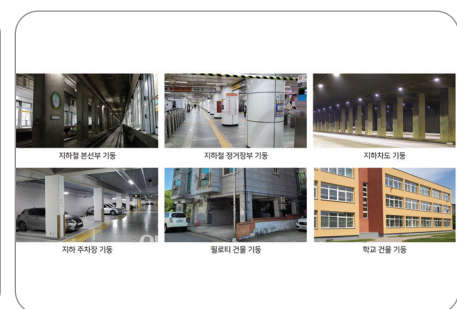 지하철 본선부 기둥
지하철 정거장부 기둥
지하차도 기둥
지하 주차장 기둥
필로티 건물 기둥
학교 건물 기둥